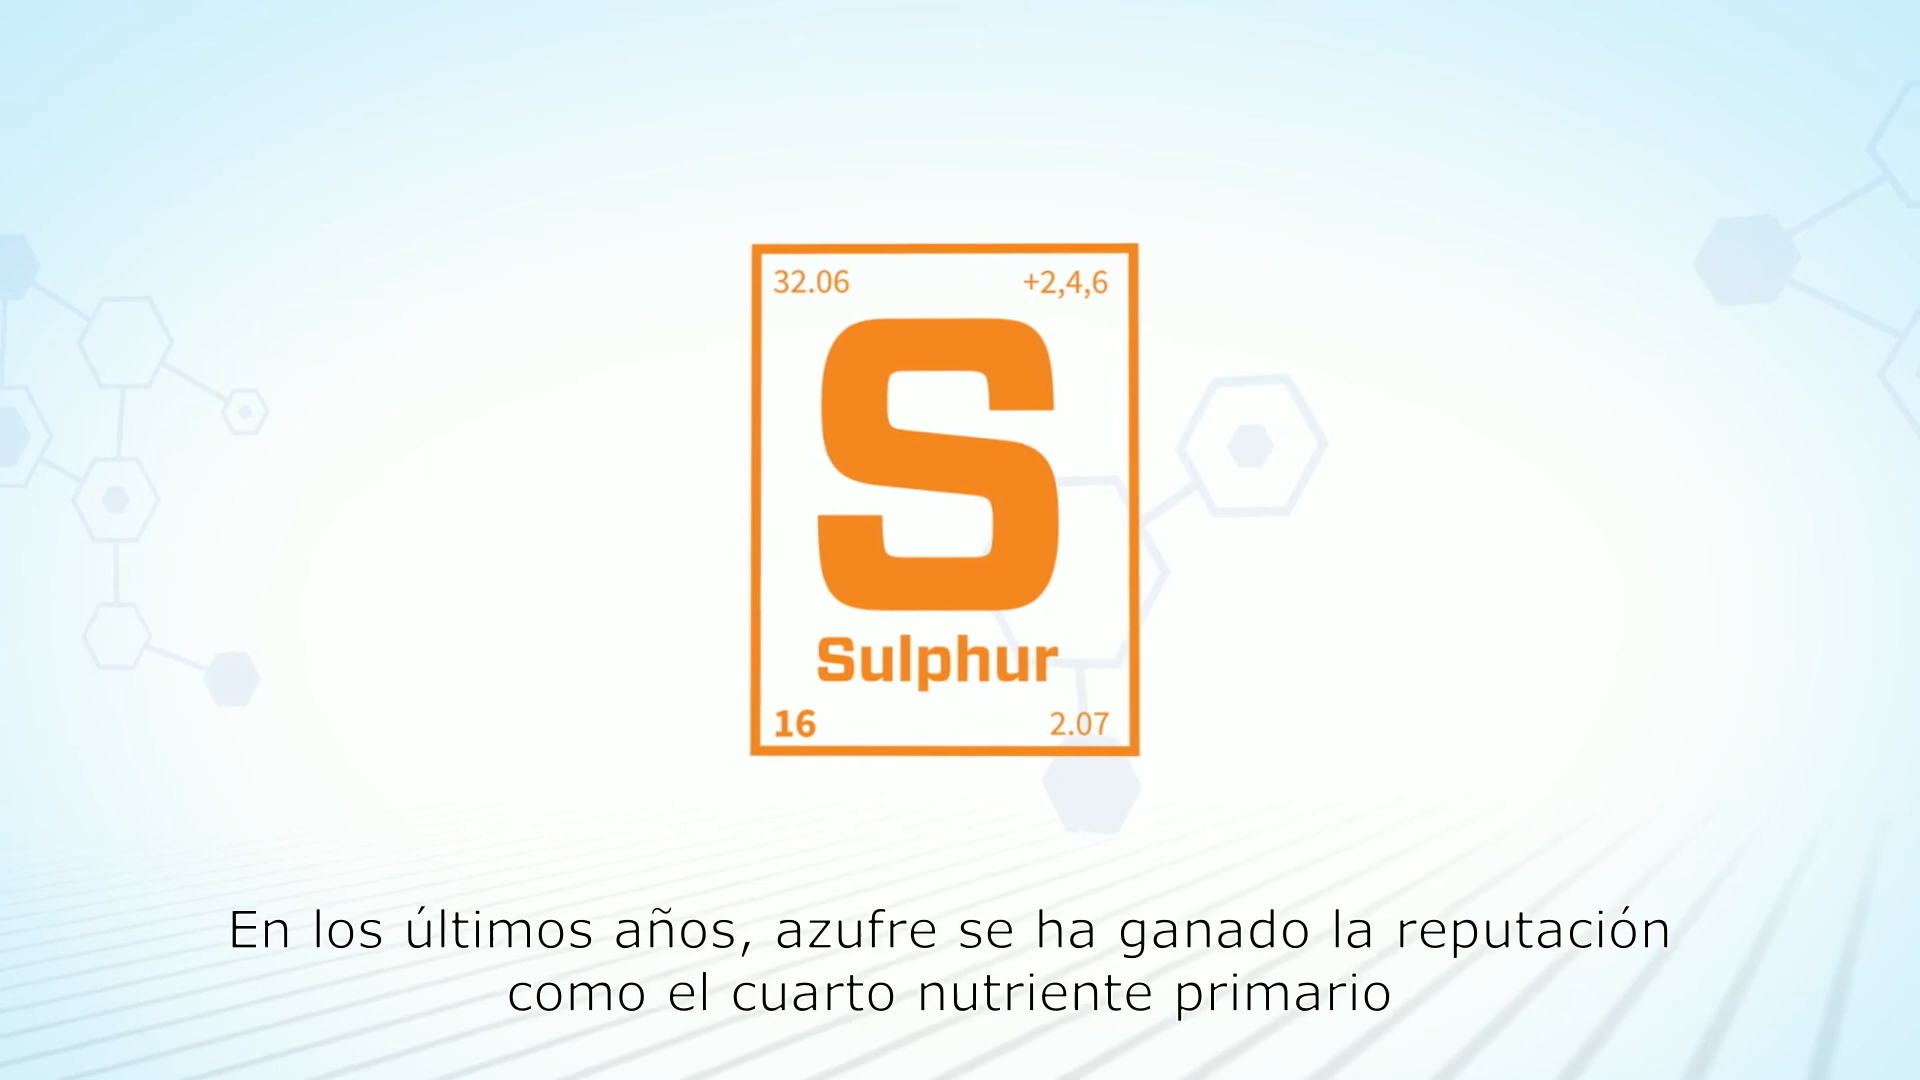 32.06 +2,4,6
S
Sulphur
16 2.07
En los últimos años, azufre se ha ganado la reputación
como el cuarto nutriente primario